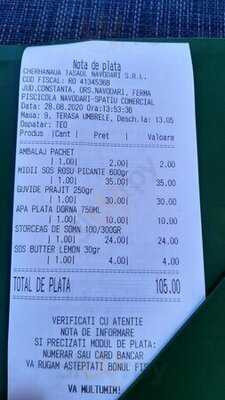 Nota de plata
CHERHANAUA TASAUL NAVODARI S.R.L.
COD FISCAL: RO 41345368
JUD.CONSTANTA, ORS.NAVODARI, FERMA
PISCICOLA NAVODARI-SPATIU COMERCIAL
Data: 28.08.2020 Ora:13:53:36
Masa: 9, TERASA UMBRELE, Desch.la: 13.05
Ospatar: TEO
Produs |Cant| Pret | Valoare
AMBALAJ PACHET
| 1.00| 2.00| 2.00
MIDII SOS ROSU PICANTE 600gr
| 1.00| 35.00| 35.00
GUVIDE PRAJIT 250gr
| 1.00| 30.00| 30.00
APA PLATA DORNA 750ML
| 1.00| 10.00| 10.00
STORCEAG DE SOMN 100/300GR
| 1.00| 24.00| 24.00
SOS BUTTER LEMON 30gr
| 1.00| 4.00| 4.00
TOTAL DE PLATA 105.00
VERIFICATI CU ATENTIE
NOTA DE INFORMARE
SI PRECIZATI MODUL DE PLATA:
NUMERAR SAU CARD BANCAR
VA RUGAM ASTEPTATI BONUL
VA MULTUMIM!